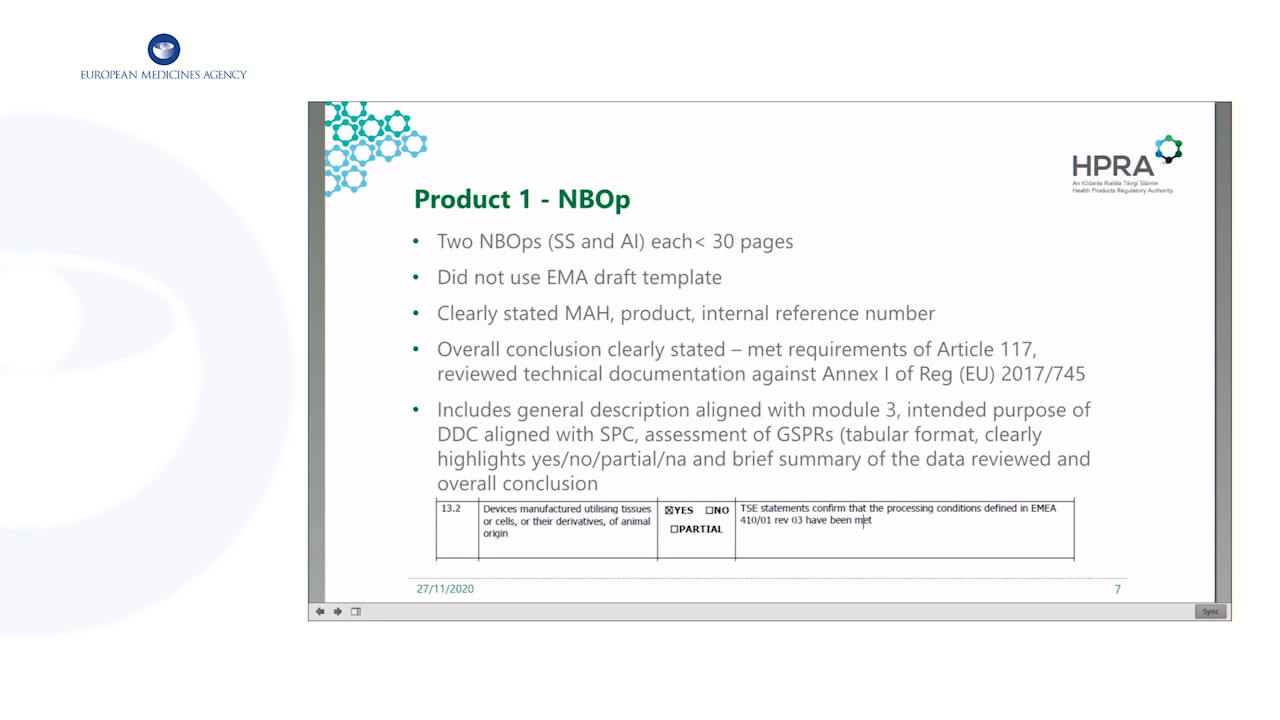 EUROPEAN MEDICINES AGENCY
HPRA
An tÚdarás Rialála Táirgí Sláinte
Health Products Regulatory Authority
Product 1 - NBOp
• Two NBOps (SS and AI) each< 30 pages
• Did not use EMA draft template
• Clearly stated MAH, product, internal reference number
• Overall conclusion clearly stated – met requirements of Article 117,
reviewed technical documentation against Annex I of Reg (EU) 2017/745
• Includes general description aligned with module 3, intended purpose of
DDC aligned with SPC, assessment of GSPRs (tabular format, clearly
highlights yes/no/partial/na and brief summary of the data reviewed and
overall conclusion
13.2
Devices manufactured utilising tissues
or cells, or their derivatives, of animal
origin
☒YES ☐NO
☐PARTIAL
TSE statements confirm that the processing conditions defined in EMEA
410/01 rev 03 have been met
27/11/2020
7
Sync